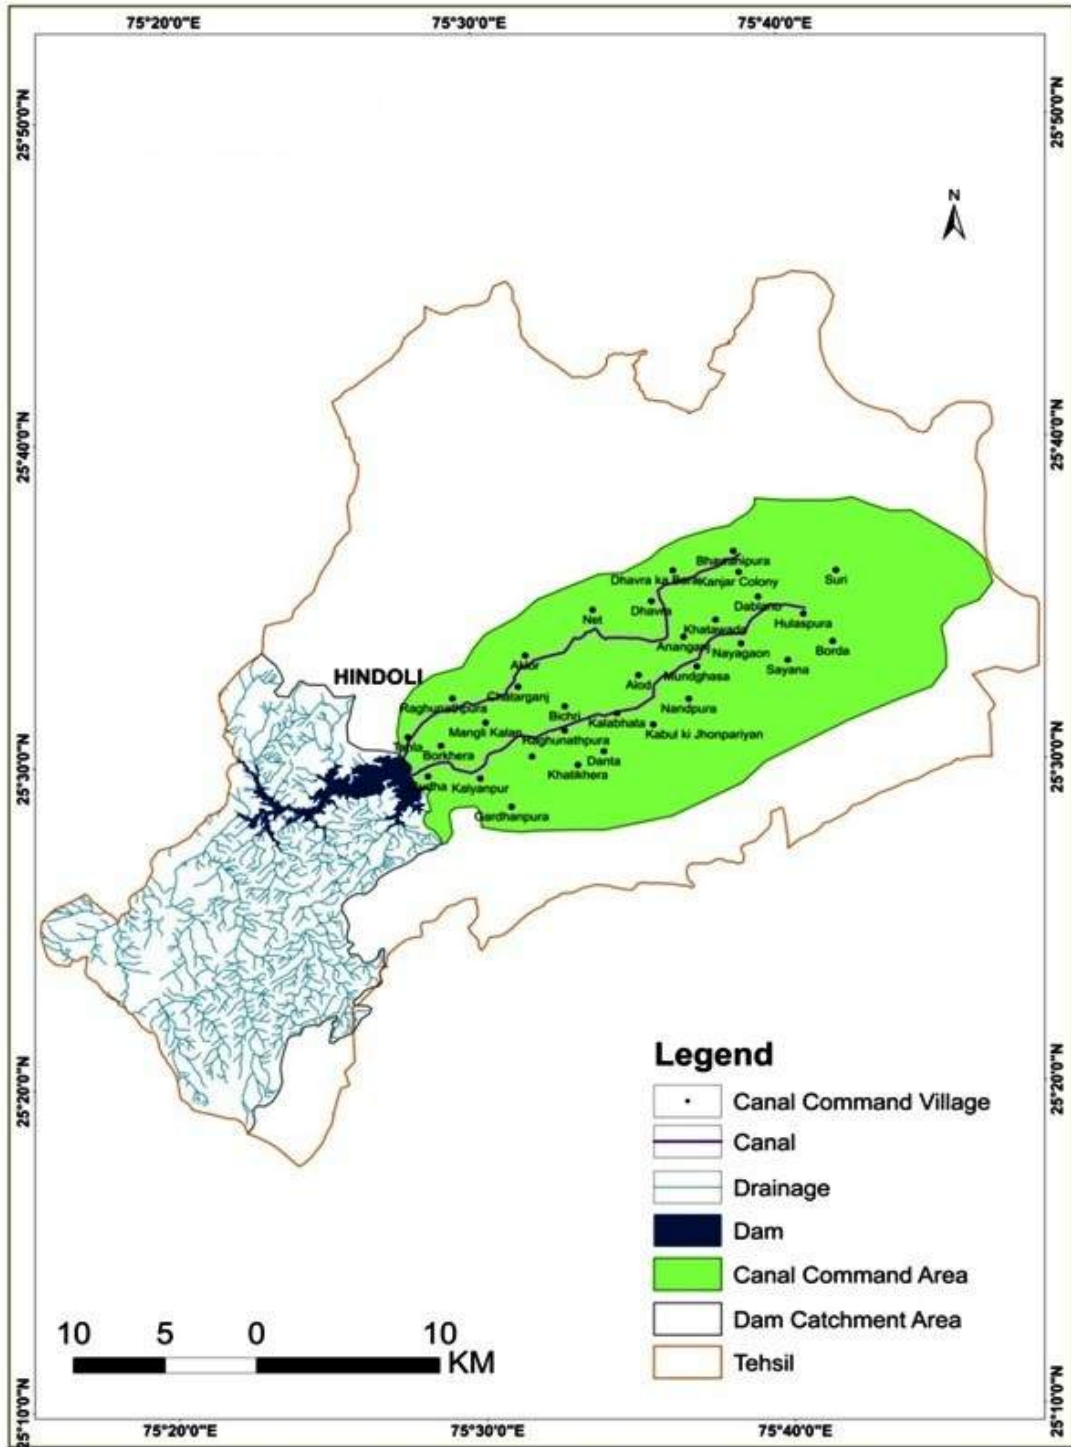 75°20'0"E 75°30'0"E 75°40'0"E
25°50'0"N 25°50'0"N
N
25°40'0"N 25°40'0"N
Bhawanipura
Dhavra ka Bara Kanjar Colony Suri
Dhavra Dablana
Net Khatawada Hulaspura
Ananganj Nayagaon Borda
Aklor Mundghasa Sayana
HINDOLI
Chatarganj Alod
Raghunathpura Bichri Nandpura
Mangli Kalan Kalabhata
Raghunathpura Kabul ki Jhonpariyan
Borkhera Danta
25°30'0"N 25°30'0"N
Kalyanpur Khatikhera
Gardhanpura
Legend
Canal Command Village
Canal
25°20'0"N 25°20'0"N
Drainage
Dam
Canal Command Area
Dam Catchment Area
Tehsil
10 5 0 10
KM
25°10'0"N 25°10'0"N
75°20'0"E 75°30'0"E 75°40'0"E